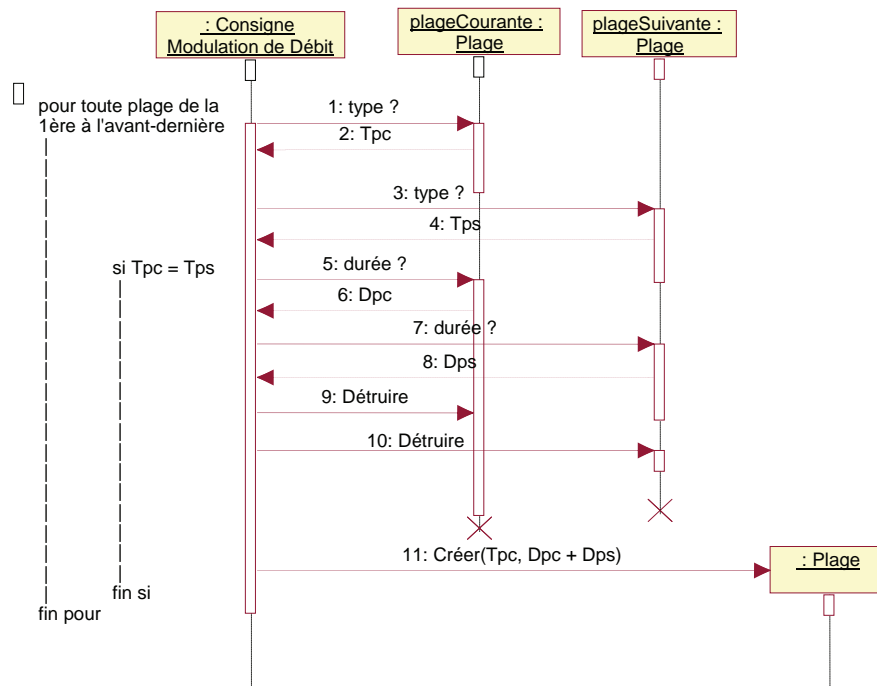 : Consigne
Modulation de Débit
plageCourante :
Plage
plageSuivante :
Plage
pour toute plage de la
1ère à l'avant-dernière
1: type ?
2: Tpc
3: type ?
4: Tps
si Tpc = Tps
5: durée ?
6: Dpc
7: durée ?
8: Dps
9: Détruire
10: Détruire
11: Créer(Tpc, Dpc + Dps)
: Plage
fin si
fin pour